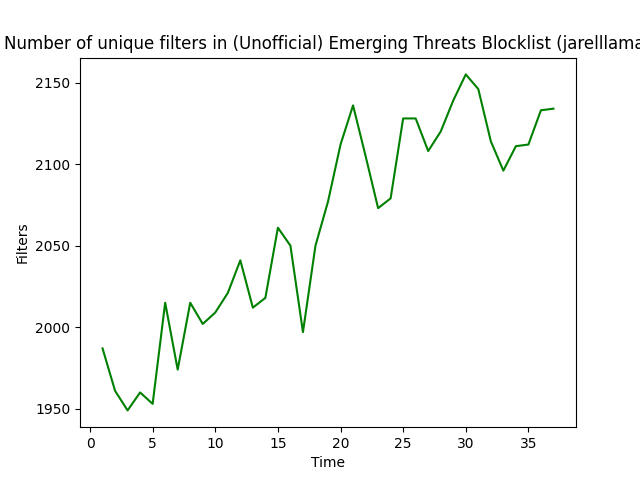 Number of unique filters in (Unofficial) Emerging Threats Blocklist (jarelllama
2150
2100
2050
2000
1950
Filters
0 5 10 15 20 25 30 35
Time